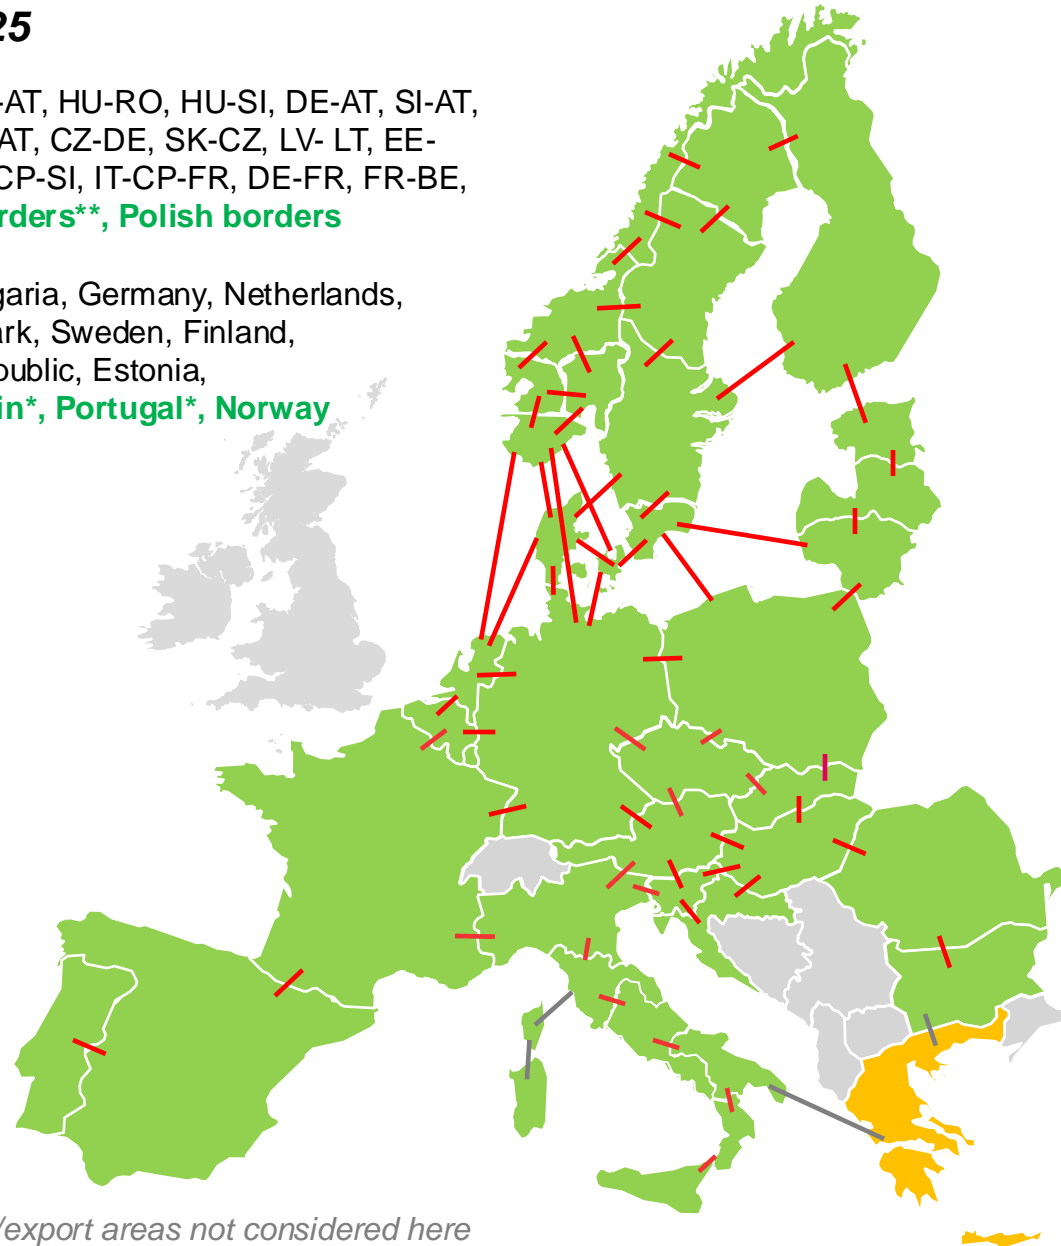 25
-AT, HU-RO, HU-SI, DE-AT, SI-AT,
AT, CZ-DE, SK-CZ, LV- LT, EE-
CP-SI, IT-CP-FR, DE-FR, FR-BE,
rders**, Polish borders
garia, Germany, Netherlands,
ark, Sweden, Finland,
public, Estonia,
in*, Portugal*, Norway
/export areas not considered here